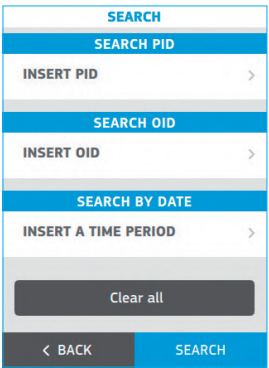 SEARCH
SEARCH PID
INSERT PID
SEARCH OID
INSERT OID
SEARCH BY DATE
INSERT A TIME PERIOD
Clear all
< BACK SEARCH